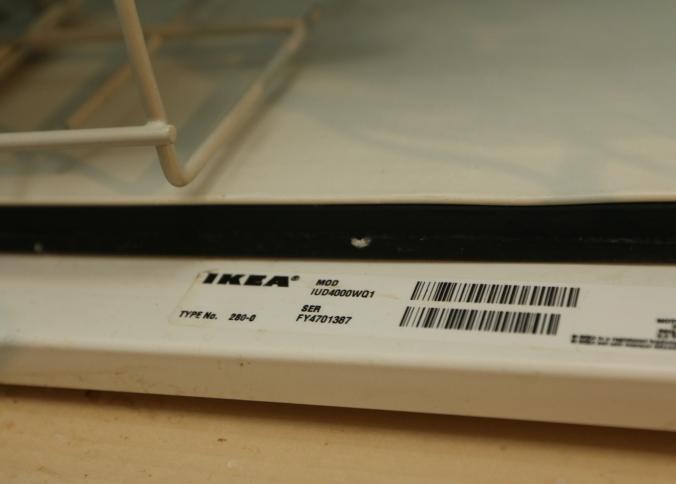 IKEA®
MOD
IUD4000WQ1
TYPE No. 280-0
SER
FY4701387